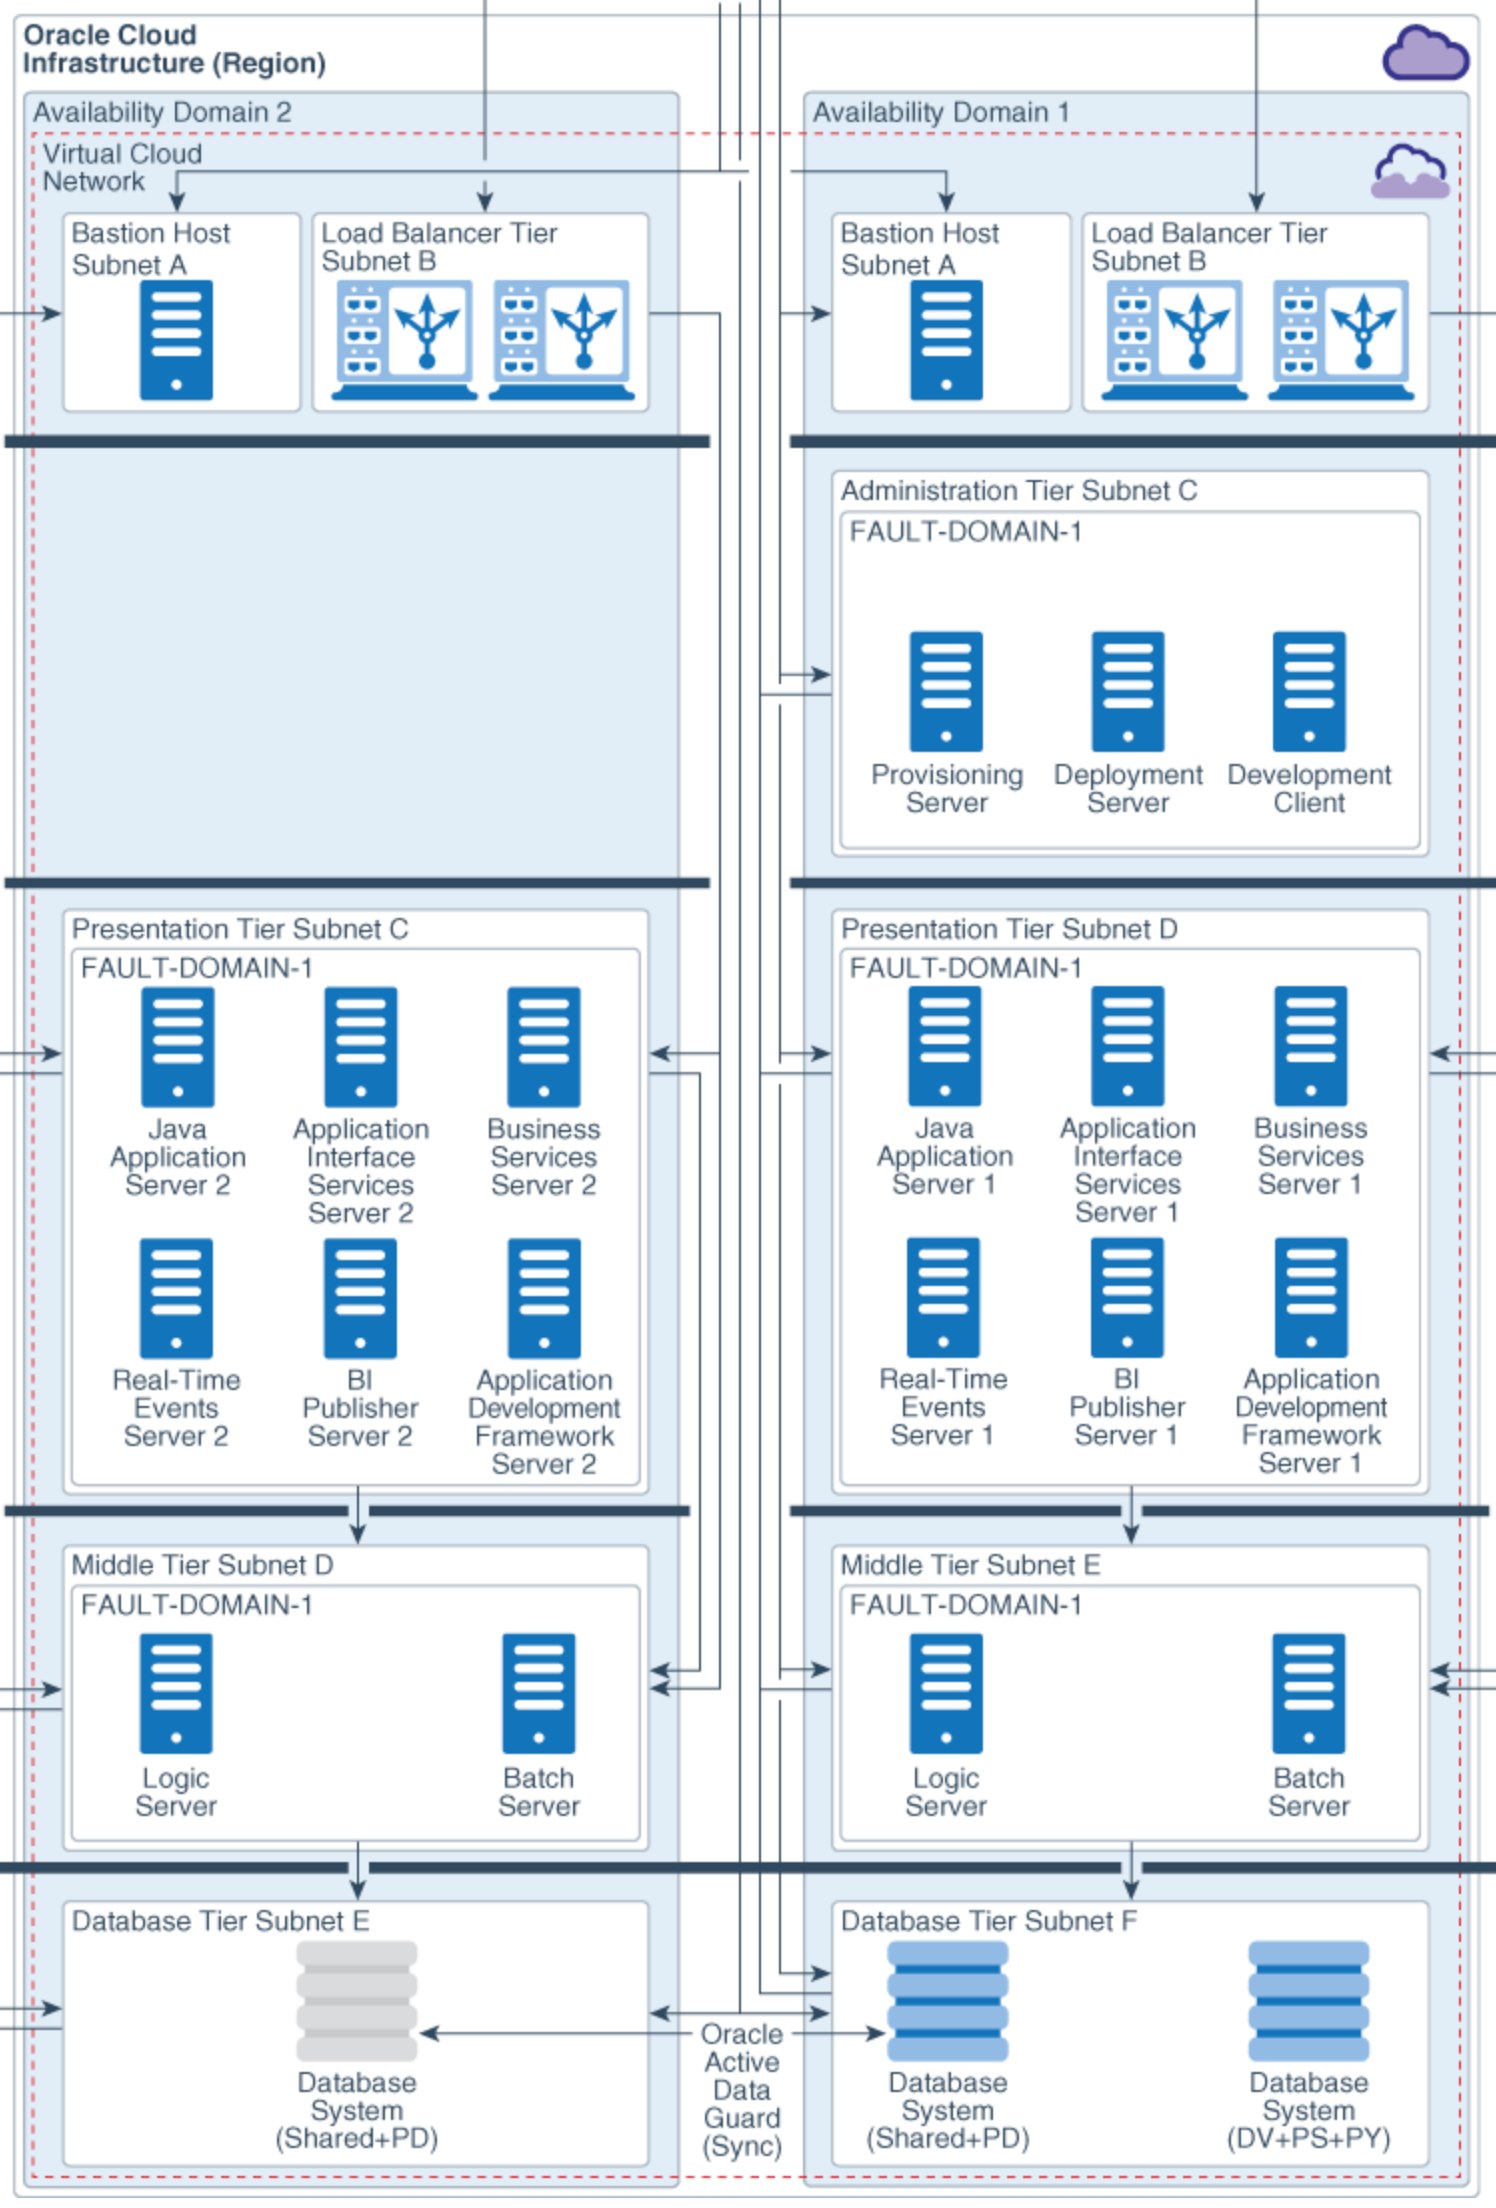 Oracle Cloud
Infrastructure (Region)
Availability Domain 2
Virtual Cloud
Network
Bastion Host
Subnet A
Load Balancer Tier
Subnet B
Presentation Tier Subnet C
FAULT-DOMAIN-1
Java
Application
Server 2
Application
Interface
Services
Server 2
Business
Services
Server 2
Real-Time
Events
Server 2
BI
Publisher
Server 2
Application
Development
Framework
Server 2
Middle Tier Subnet D
FAULT-DOMAIN-1
Logic
Server
Batch
Server
Database Tier Subnet E
Database
System
(Shared+PD)
Oracle
Active
Data
Guard
(Sync)
Availability Domain 1
Bastion Host
Subnet A
Load Balancer Tier
Subnet B
Administration Tier Subnet C
FAULT-DOMAIN-1
Provisioning
Server
Deployment
Server
Development
Client
Presentation Tier Subnet D
FAULT-DOMAIN-1
Java
Application
Server 1
Application
Interface
Services
Server 1
Business
Services
Server 1
Real-Time
Events
Server 1
BI
Publisher
Server 1
Application
Development
Framework
Server 1
Middle Tier Subnet E
FAULT-DOMAIN-1
Logic
Server
Batch
Server
Database Tier Subnet F
Database
System
(Shared+PD)
Database
System
(DV+PS+PY)